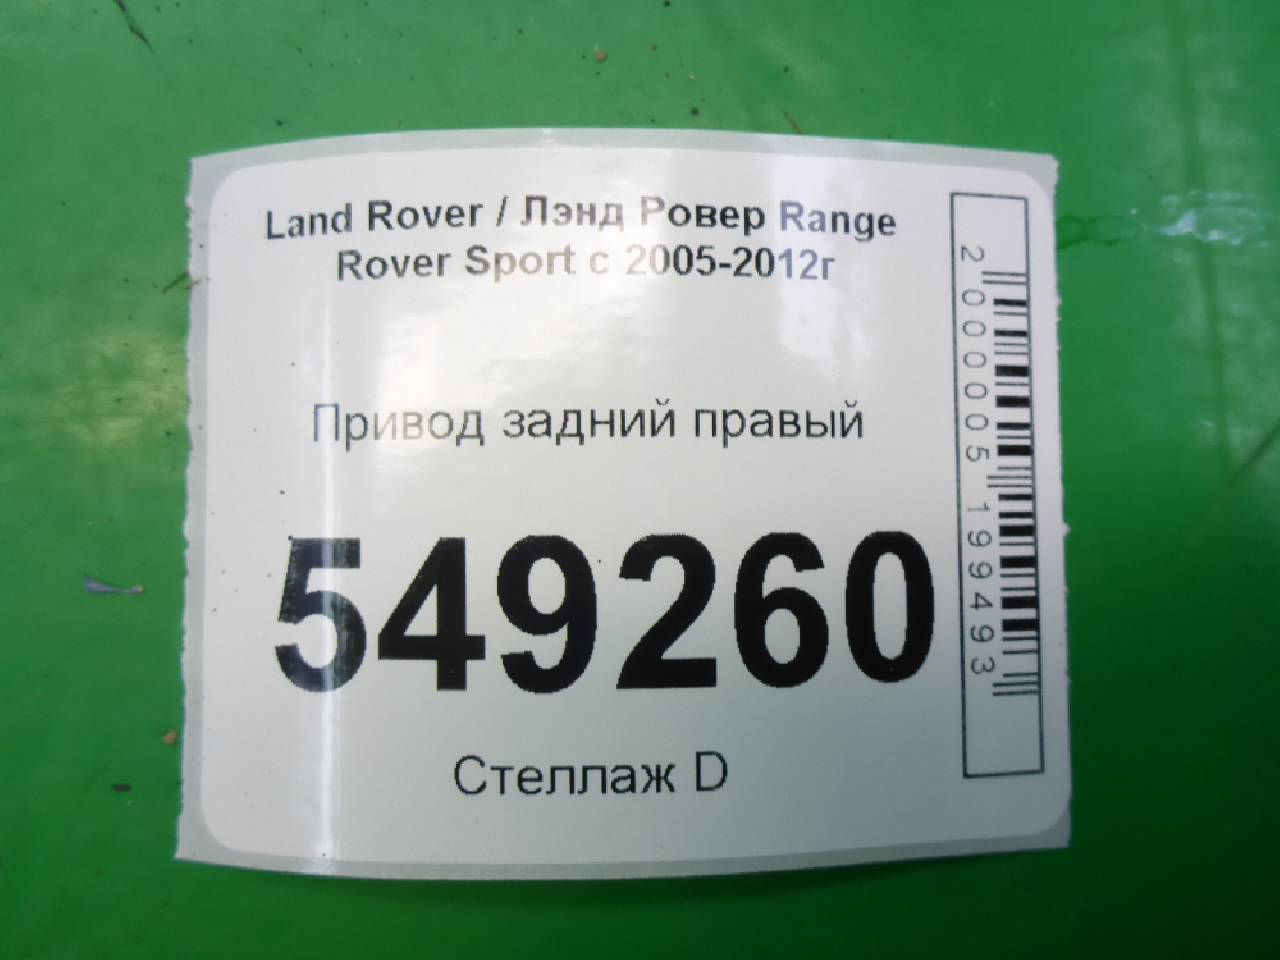 Land Rover / Лэнд Ровер Range
Rover Sport с 2005-2012г
Привод задний правый
549260
Стеллаж D
2000005199493